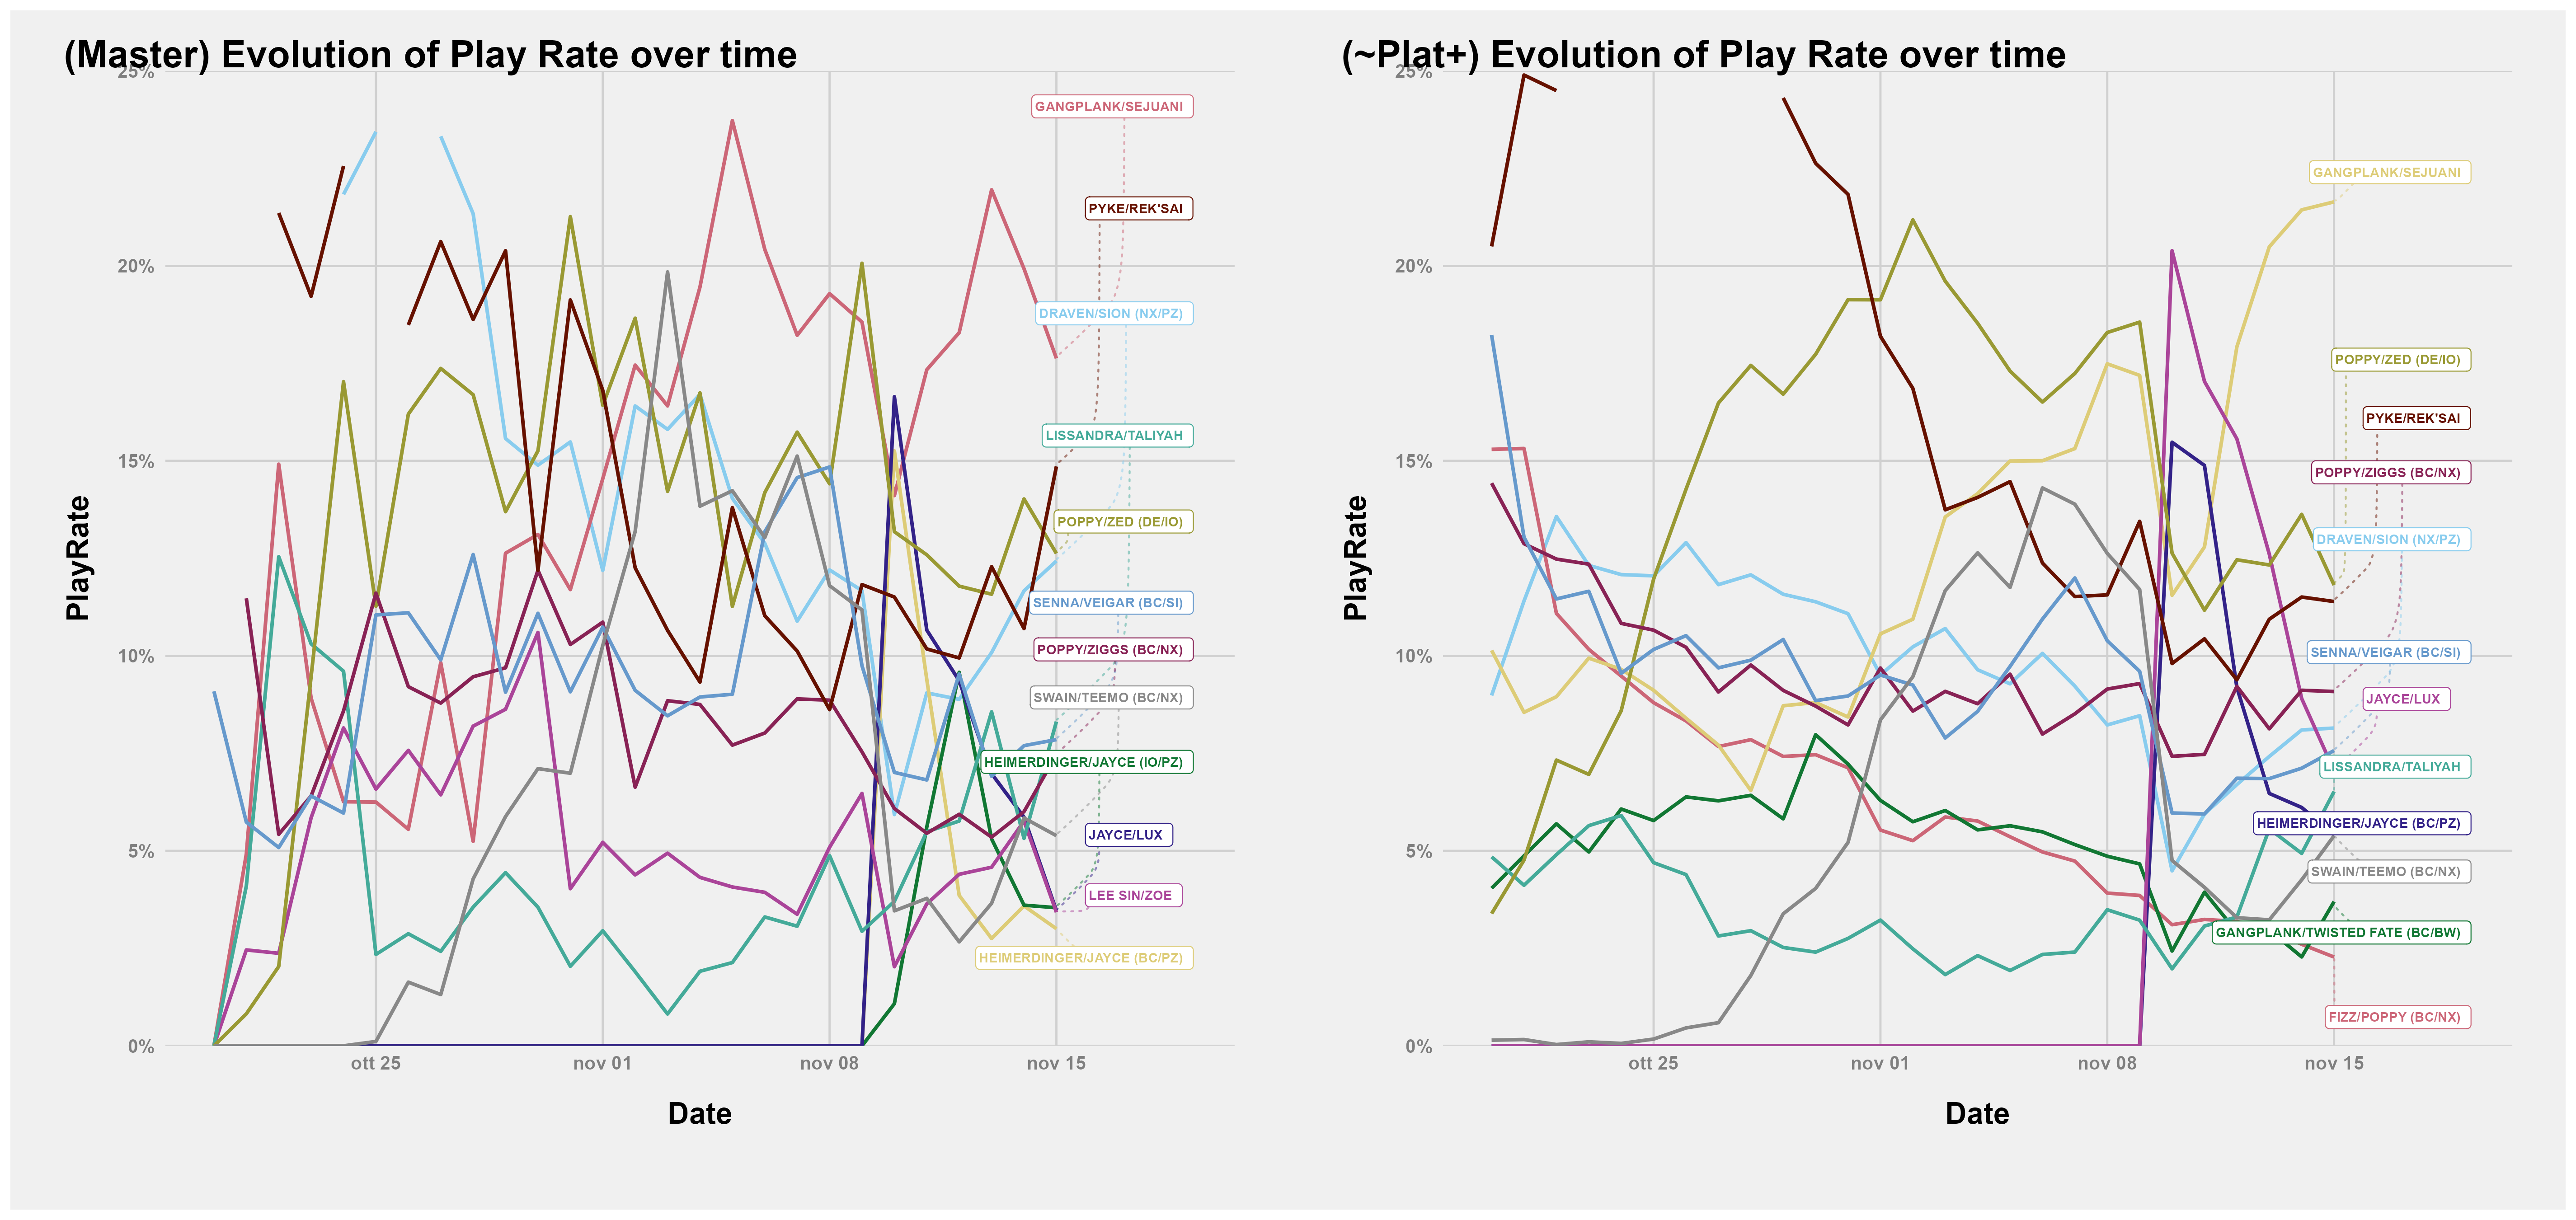 (Master) Evolution of Play Rate over time
25%
20%
15%
10%
5%
0%
PlayRate
ott 25
nov 01
nov 08
nov 15
Date
GANGPLANK/SEJUANI
PYKE/REK'SAI
DRAVEN/SION (NX/PZ)
LISSANDRA/TALIYAH
POPPY/ZED (DE/IO)
SENNA/VEIGAR (BC/SI)
POPPY/ZIGGS (BC/NX)
SWAIN/TEEMO (BC/NX)
HEIMERDINGER/JAYCE (IO/PZ)
JAYCE/LUX
LEE SIN/ZOE
HEIMERDINGER/JAYCE (BC/PZ)
(~Plat+) Evolution of Play Rate over time
25%
20%
15%
10%
5%
0%
PlayRate
ott 25
nov 01
nov 08
nov 15
Date
GANGPLANK/SEJUANI
POPPY/ZED (DE/IO)
PYKE/REK'SAI
POPPY/ZIGGS (BC/NX)
DRAVEN/SION (NX/PZ)
SENNA/VEIGAR (BC/SI)
JAYCE/LUX
LISSANDRA/TALIYAH
HEIMERDINGER/JAYCE (BC/PZ)
SWAIN/TEEMO (BC/NX)
GANGPLANK/TWISTED FATE (BC/BW)
FIZZ/POPPY (BC/NX)